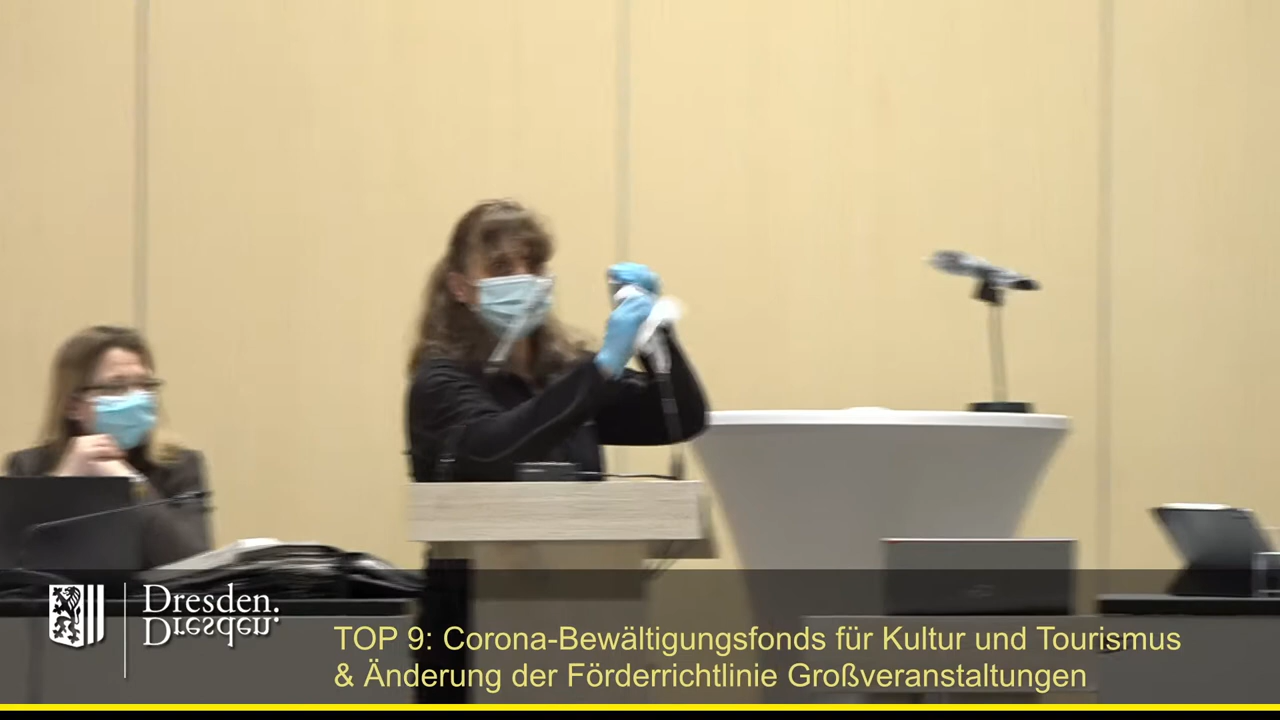 Dresden.
Dresden.
TOP 9: Corona-Bewältigungsfonds für Kultur und Tourismus
& Änderung der Förderrichtlinie Großveranstaltungen